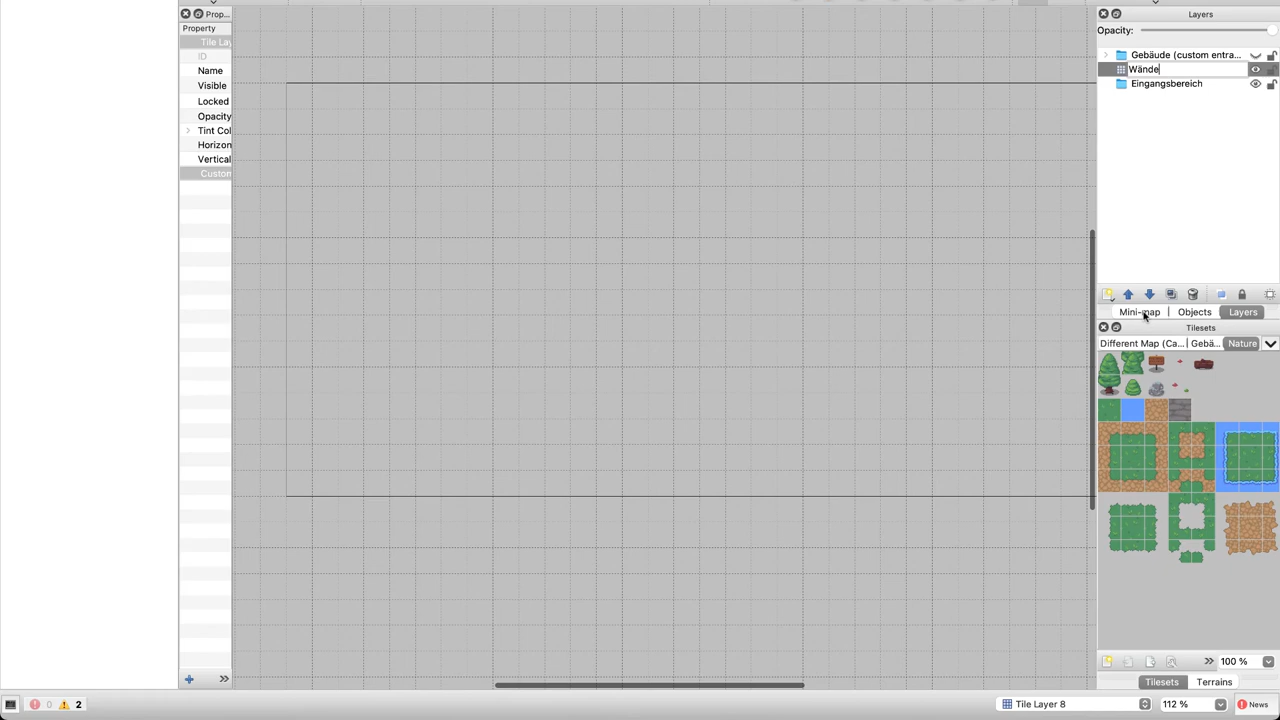 Prop...
Layers
Property
Opacity:
Tile Lay
ID
Gebäude (custom entra...
Name
Wände
Visible
Eingangsbereich
Locked
Opacity
Tint Col
Horizon
Vertical
Custon
Mini-map | Objects Layers
Tilesets
Different Map (Ca... | Gebä... Nature
100 %
Tilesets Terrains
0 2
Tile Layer 8
112 %
News